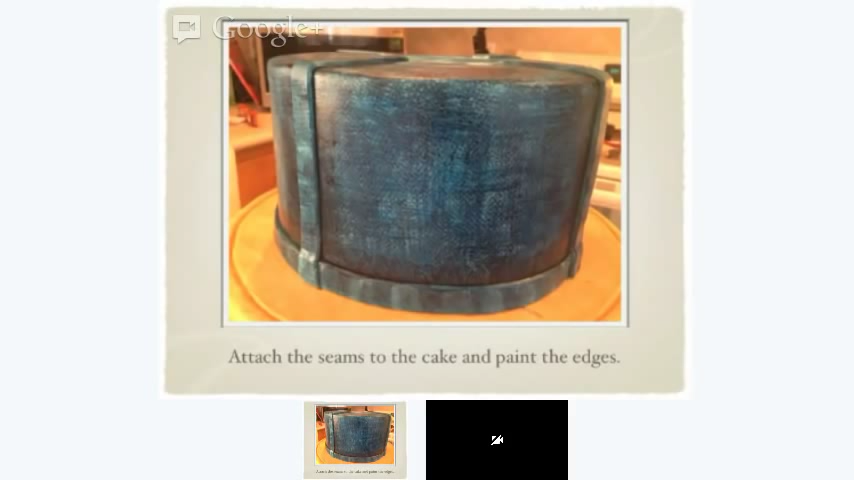 Google+
Attach the seams to the cake and paint the edges.